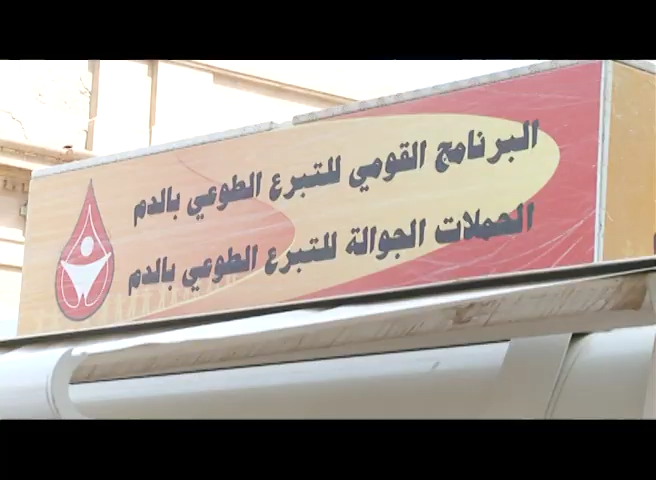 البرنامج القومي للتبرع الطوعي بالدم
الحملات الجوالة للتبرع الطوعي بالدم